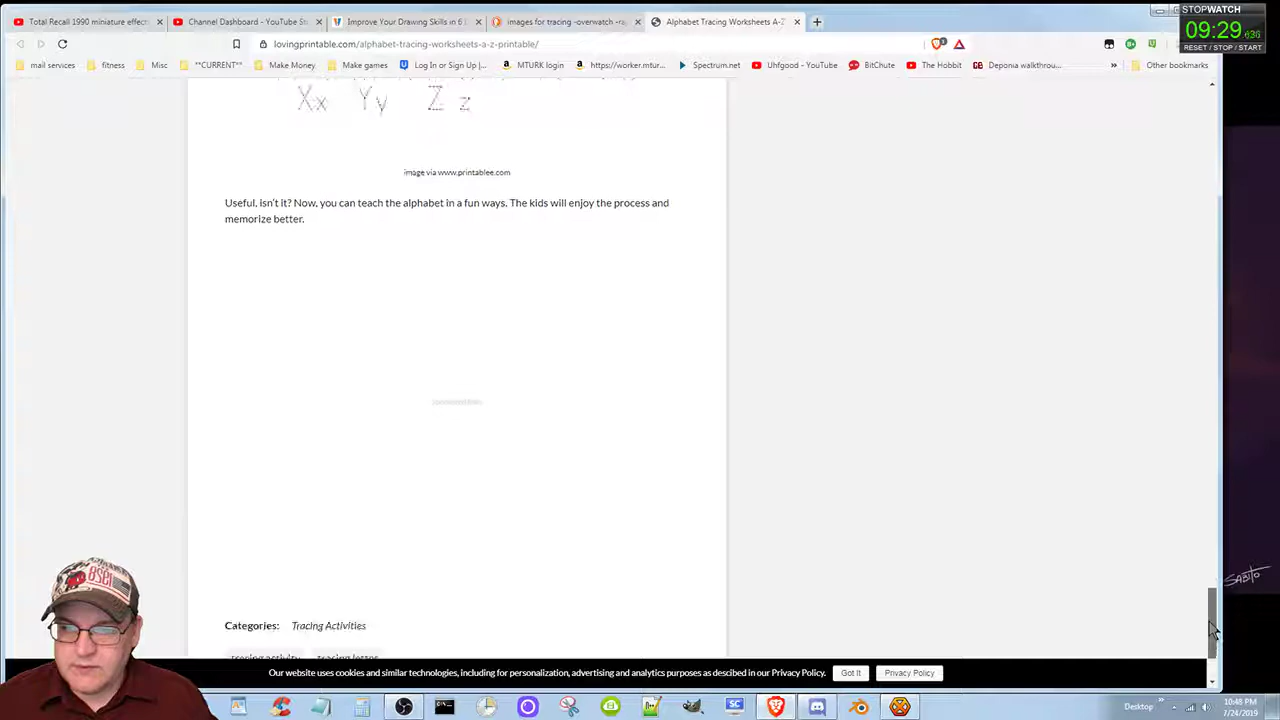 STOPWATCH
09:29
RESET / STOP / START
Total Recall 1990 miniature effect
Channel Dashboard - YouTube St
Improve Your Drawing Skills in 6
images for tracing -overwatch -ra
Alphabet Tracing Worksheets A-Z
lovingprintable.com/alphabet-tracing-worksheets-a-z-printable/
mail services
fitness
Misc
**CURRENT**
Make Money
Make games
Log In or Sign Up |...
MTURK login
https://worker.mtur...
Spectrum.net
Uhfgood - YouTube
BitChute
The Hobbit
Deponia walkthrou...
Other bookmarks
Xx Yy Z z
image via www.printablee.com
Useful, isn't it? Now, you can teach the alphabet in a fun ways. The kids will enjoy the process and
memorize better.
Categories: Tracing Activities
tracing activity tracing letter
Our website uses cookies and similar technologies, including for personalization, advertising and analytics purposes as descibed in our Privacy Policy.
Got It
Privacy Policy
SABITO
Desktop
10:48 PM
7/24/2019